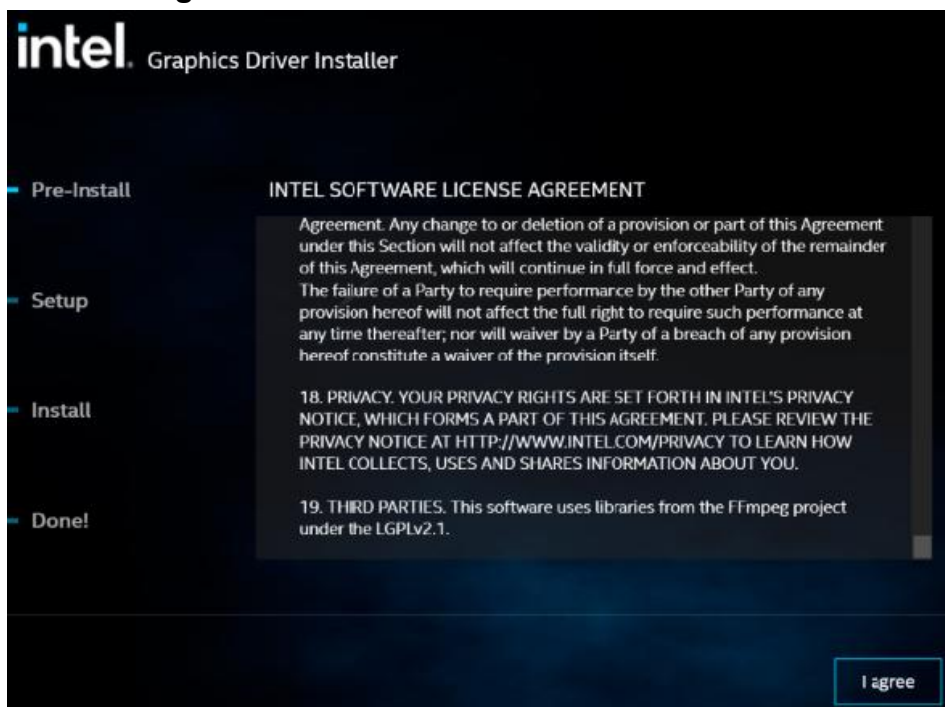 intel. Graphics Driver Installer
Pre-Install
INTEL SOFTWARE LICENSE AGREEMENT
Agreement. Any change to or deletion of a provision or part of this Agreement
under this Section will not affect the validity or enforceability of the remainder
of this Agreement, which will continue in full force and effect.
The failure of a Party to require performance by the other Party of any
provision hereof will not affect the full right to require such performance at
any time thereafter; nor will waiver by a Party of a breach of any provision
hereof constitute a waiver of the provision itself.
18. PRIVACY. YOUR PRIVACY RIGHTS ARE SET FORTH IN INTEL'S PRIVACY
NOTICE, WHICH FORMS A PART OF THIS AGREEMENT. PLEASE REVIEW THE
PRIVACY NOTICE AT HTTP://WWW.INTEL.COM/PRIVACY TO LEARN HOW
INTEL COLLECTS, USES AND SHARES INFORMATION ABOUT YOU.
19. THIRD PARTIES. This software uses libraries from the FFmpeg project
under the LGPLv2.1.
Setup
Install
Done!
I agree